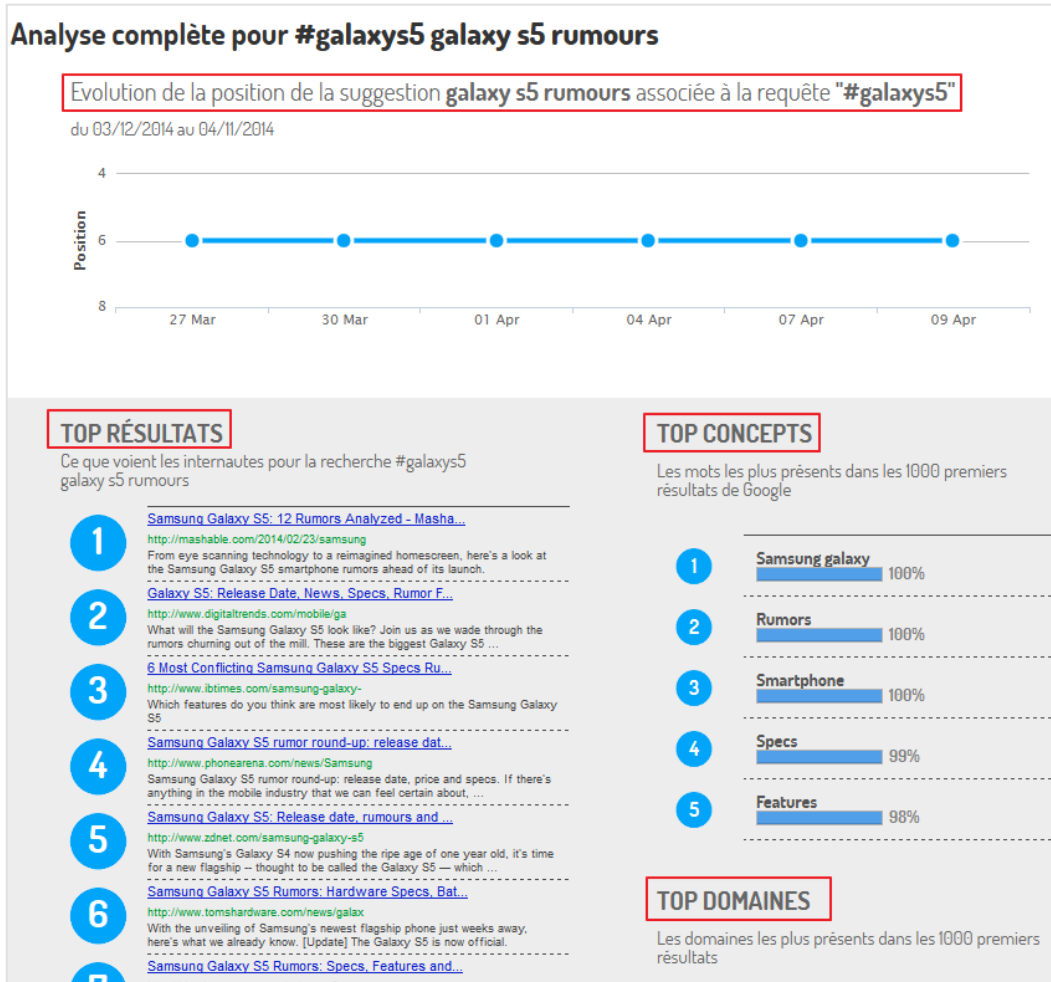 Analyse complète pour #galaxys5 galaxy s5 rumours
Evolution de la position de la suggestion galaxy s5 rumours associée à la requête "#galaxys5"
du 03/12/2014 au 04/11/2014
4
Position
6
8
27 Mar
30 Mar
01 Apr
04 Apr
07 Apr
09 Apr
TOP RÉSULTATS
Ce que voient les internautes pour la recherche #galaxys5
galaxy s5 rumours
1
Samsung Galaxy S5: 12 Rumors Analyzed - Masha...
http://mashable.com/2014/02/23/samsung
From eye scanning technology to a reimagined homescreen, here's a look at
the Samsung Galaxy S5 smartphone rumors ahead of its launch.
2
Galaxy S5: Release Date, News, Specs, Rumor F...
http://www.digitaltrends.com/mobile/ga
What will the Samsung Galaxy S5 look like? Join us as we wade through the
rumors churning out of the mill. These are the biggest Galaxy S5 ...
3
6 Most Conflicting Samsung Galaxy S5 Specs Ru...
http://www.ibtimes.com/samsung-galaxy-
Which features do you think are most likely to end up on the Samsung Galaxy
S5
4
Samsung Galaxy S5 rumor round-up: release dat...
http://www.phonearena.com/news/Samsung
Samsung Galaxy S5 rumor round-up: release date, price and specs. If there's
anything in the mobile industry that we can feel certain about, ...
5
Samsung Galaxy S5: Release date, rumours and ...
http://www.zdnet.com/samsung-galaxy-s5
With Samsung's Galaxy S4 now pushing the ripe age of one year old, it's time
for a new flagship -- thought to be called the Galaxy S5 — which ...
6
Samsung Galaxy S5 Rumors: Hardware Specs, Bat...
http://www.tomshardware.com/news/galax
With the unveiling of Samsung's newest flagship phone just weeks away,
here's what we already know. [Update] The Galaxy S5 is now official.
Samsung Galaxy S5 Rumors: Specs, Features and...
TOP CONCEPTS
Les mots les plus présents dans les 1000 premiers
résultats de Google
1
Samsung galaxy
100%
2
Rumors
100%
3
Smartphone
100%
4
Specs
99%
5
Features
98%
TOP DOMAINES
Les domaines les plus présents dans les 1000 premiers
résultats